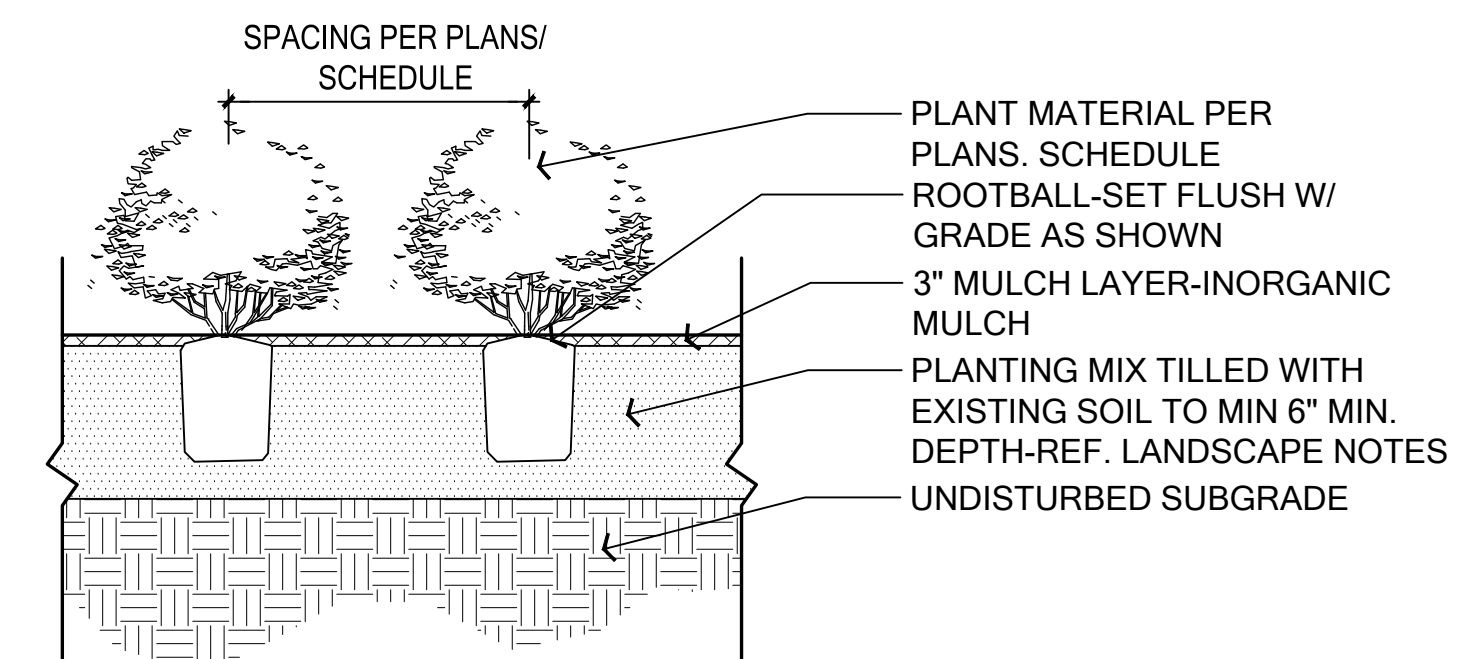 SPACING PER PLANS/
SCHEDULE
PLANT MATERIAL PER
PLANS. SCHEDULE
ROOTBALL-SET FLUSH W/
GRADE AS SHOWN
3" MULCH LAYER-INORGANIC
MULCH
PLANTING MIX TILLED WITH
EXISTING SOIL TO MIN 6" MIN.
DEPTH-REF. LANDSCAPE NOTES
UNDISTURBED SUBGRADE